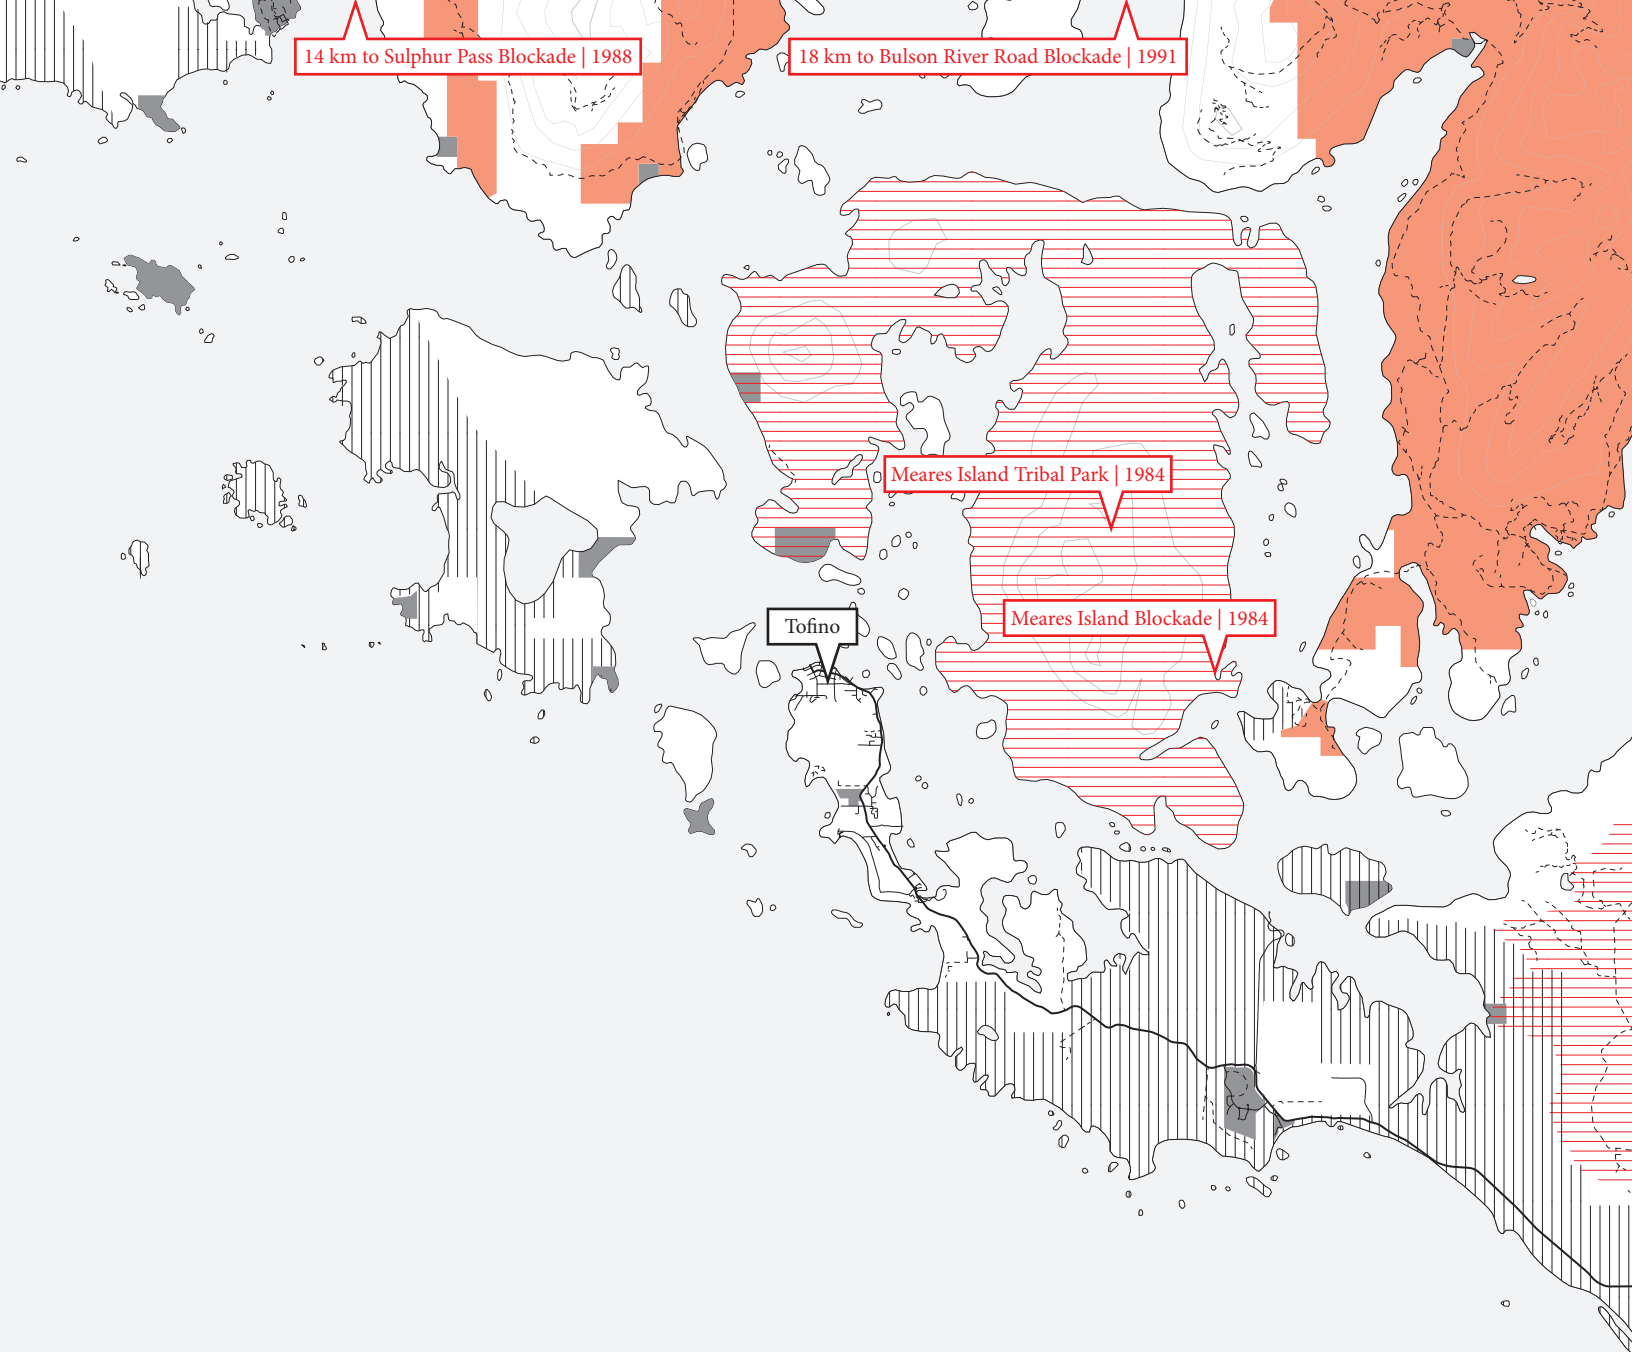 14 km to Sulphur Pass Blockade | 1988
18 km to Bulson River Road Blockade | 1991
Meares Island Tribal Park | 1984
Meares Island Blockade | 1984
Tofino